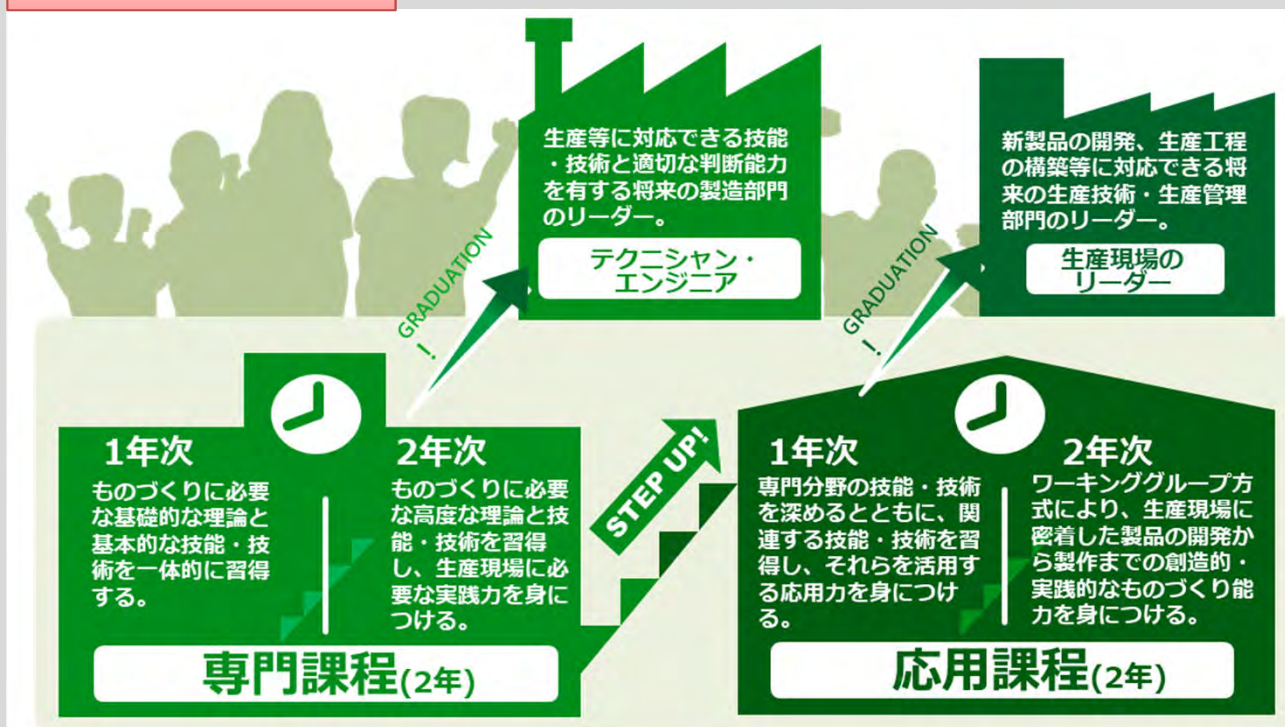 生産等に対応できる技能
・技術と適切な判断能力
を有する将来の製造部門
のリーダー。
テクニシャン・
エンジニア
新製品の開発、生産工程
の構築等に対応できる将
来の生産技術・生産管理
部門のリーダー。
生産現場の
リーダー
GRADUATION
!
GRADUATION
!
1年次
ものづくりに必要
な基礎的な理論と
基本的な技能・技
術を一体的に習得
する。
2年次
ものづくりに必要
な高度な理論と技
能・技術を習得
し、生産現場に必
要な実践力を身に
つける。
専門課程(2年)
STEP UP!
1年次
専門分野の技能・技術
を深めるとともに、関
連する技能・技術を習
得し、それらを活用す
る応用力を身につけ
る。
2年次
ワーキンググループ方
式により、生産現場に
密着した製品の開発か
ら製作までの創造的・
実践的なものづくり能
力を身につける。
応用課程(2年)